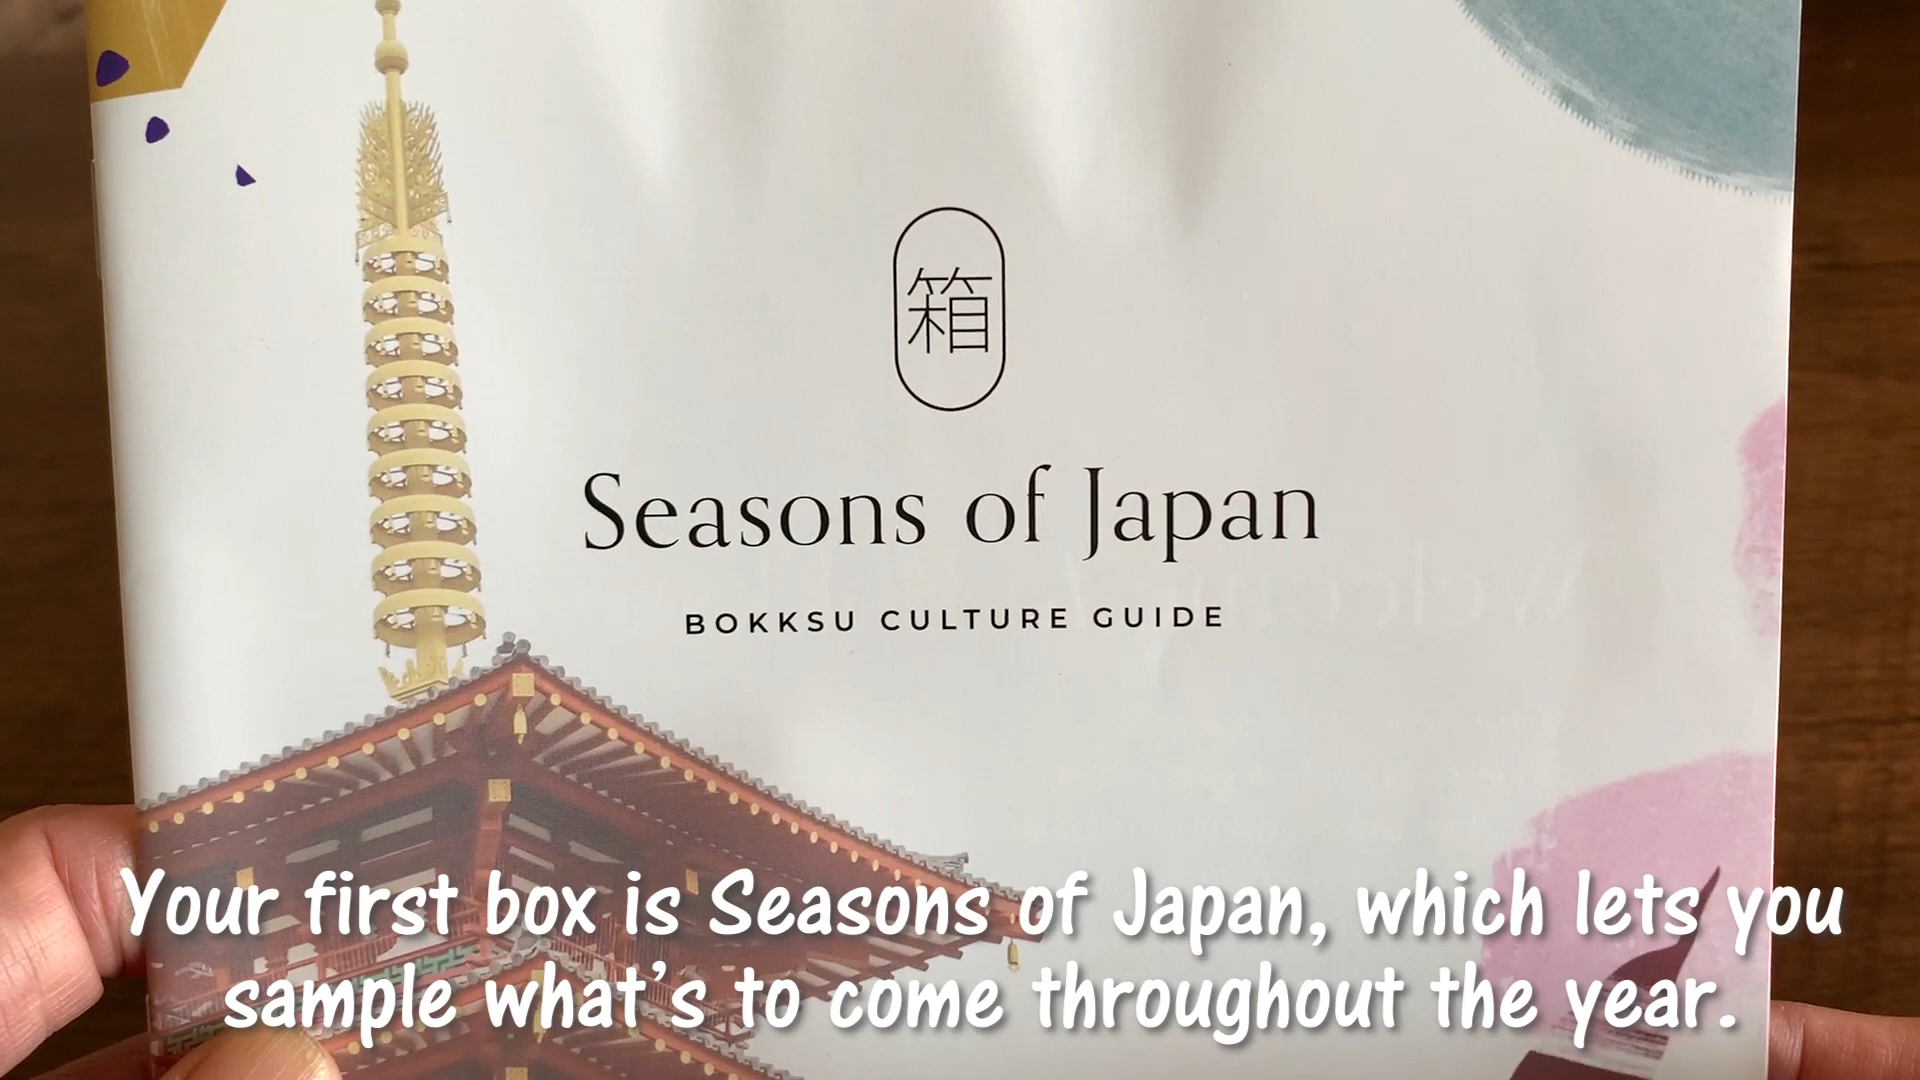 箱
Seasons of Japan
BOKKSU CULTURE GUIDE
Your first box is Seasons of Japan, which lets you
sample what's to come throughout the year.